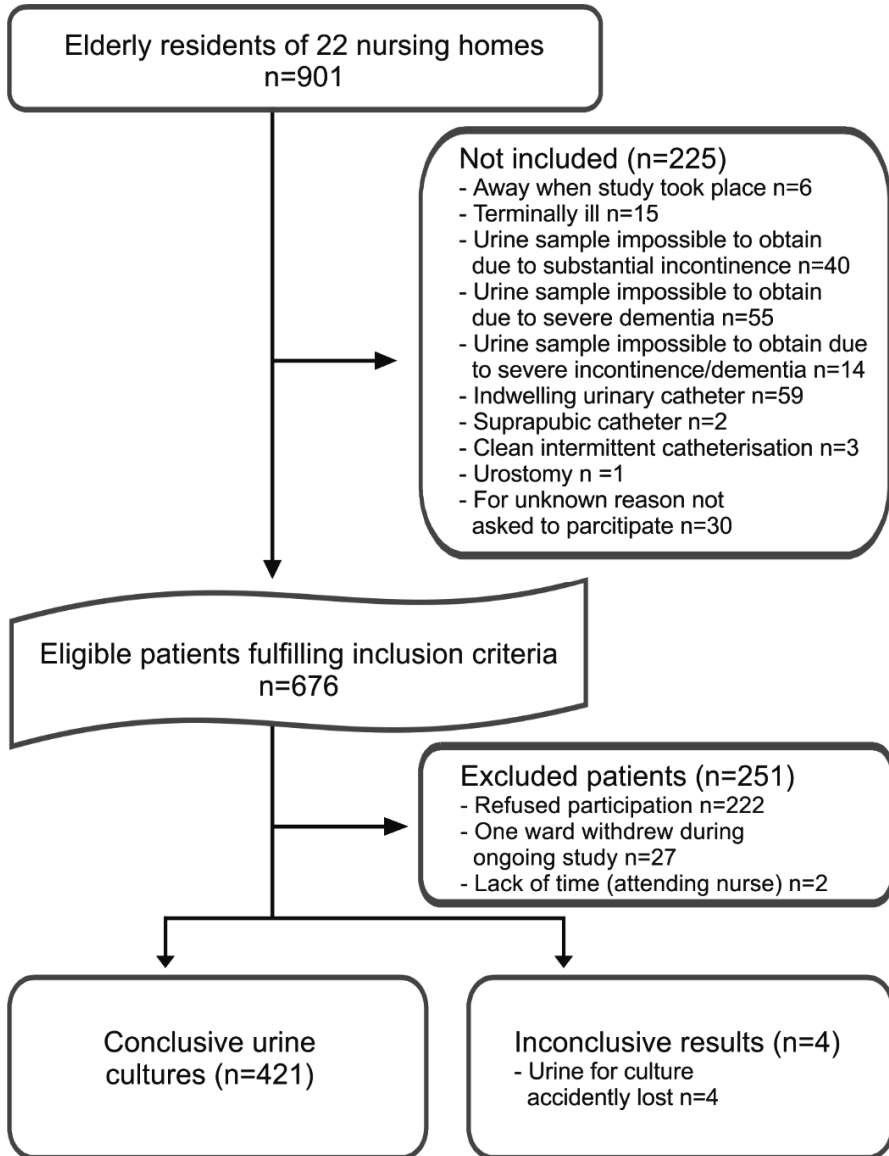 Elderly residents of 22 nursing homes
n=901
Not included (n=225)
- Away when study took place n=6
- Terminally ill n=15
- Urine sample impossible to obtain
due to substantial incontinence n=40
- Urine sample impossible to obtain
due to severe dementia n=55
- Urine sample impossible to obtain due
to severe incontinence/dementia n=14
- Indwelling urinary catheter n=59
- Suprapubic catheter n=2
- Clean intermittent catheterisation n=3
- Urostomy n =1
- For unknown reason not
asked to parcitipate n=30
Eligible patients fulfilling inclusion criteria
n=676
Excluded patients (n=251)
- Refused participation n=222
- One ward withdrew during
ongoing study n=27
- Lack of time (attending nurse) n=2
Conclusive urine
cultures (n=421)
Inconclusive results (n=4)
- Urine for culture
accidently lost n=4